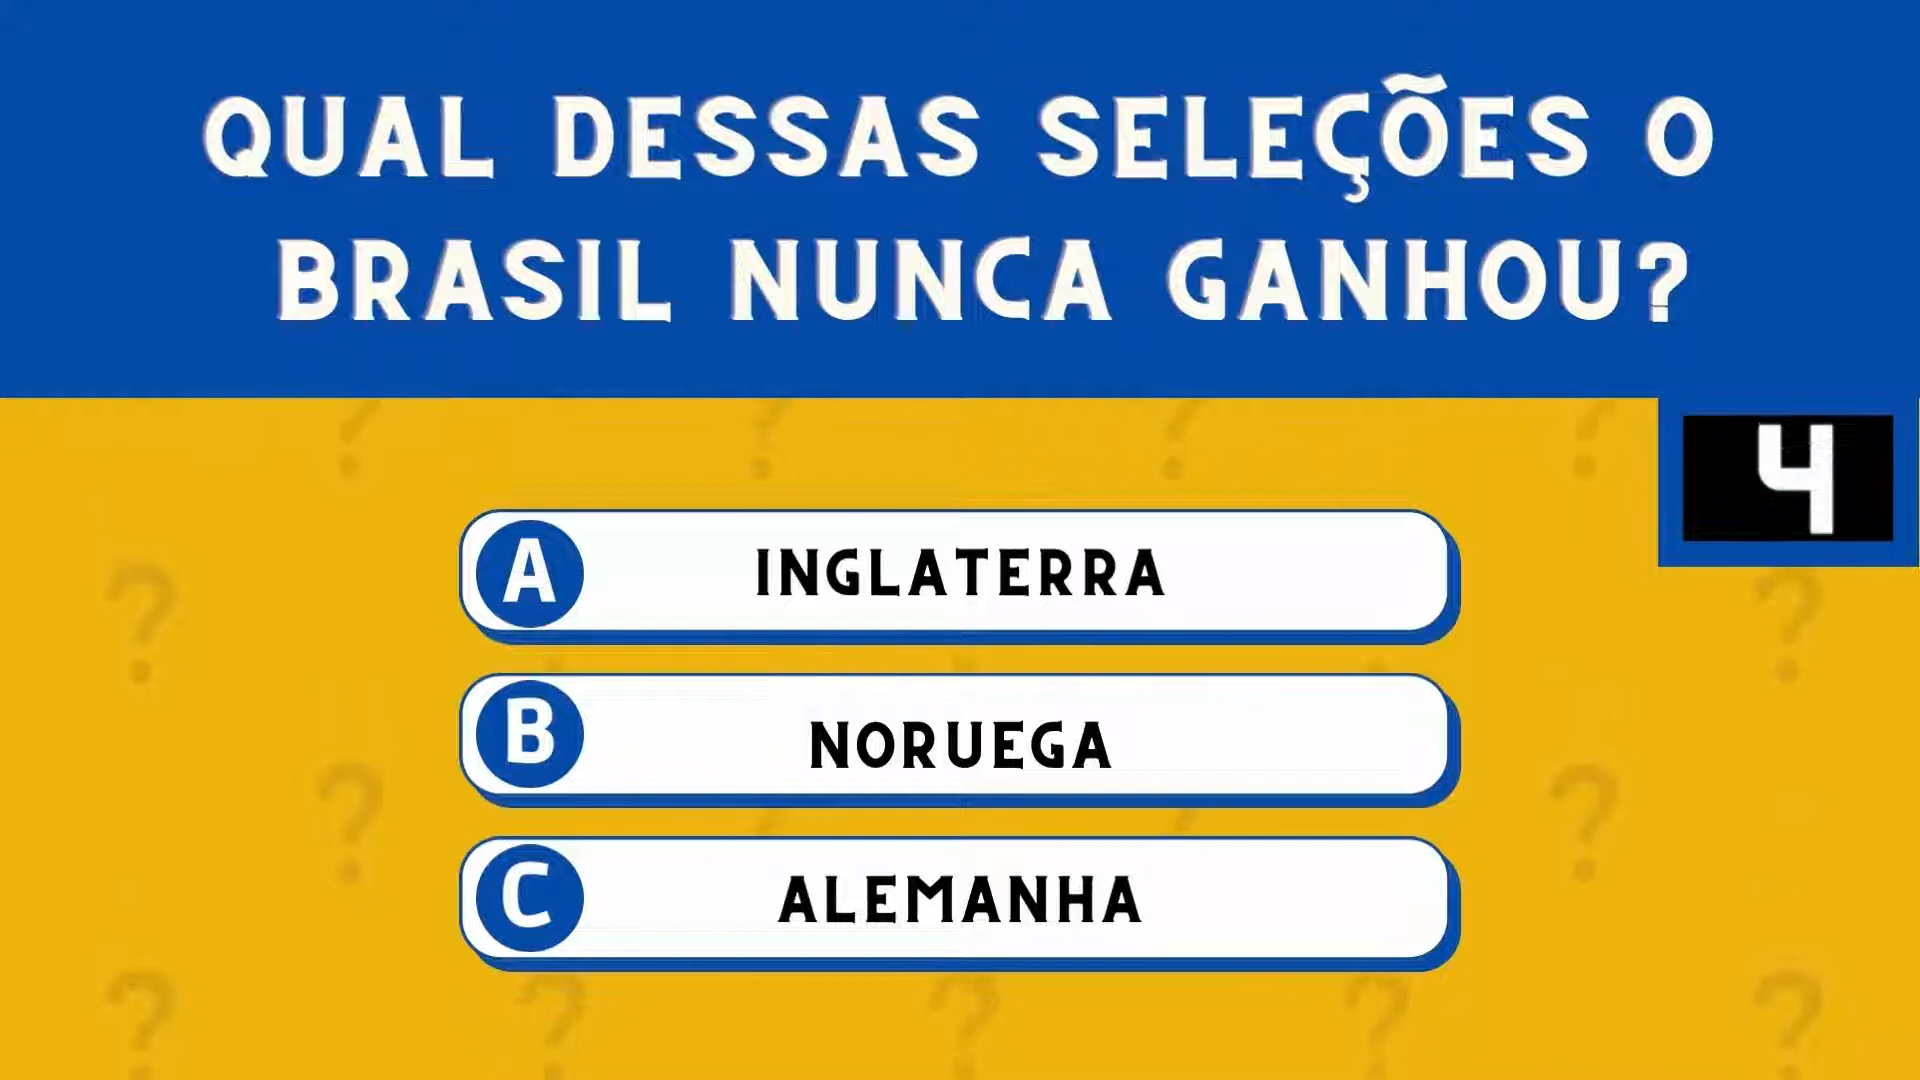 QUAL DESSAS SELEÇÕES O
BRASIL NUNCA GANHOU?
4
A INGLATERRA
B NORUEGA
C ALEMANHA